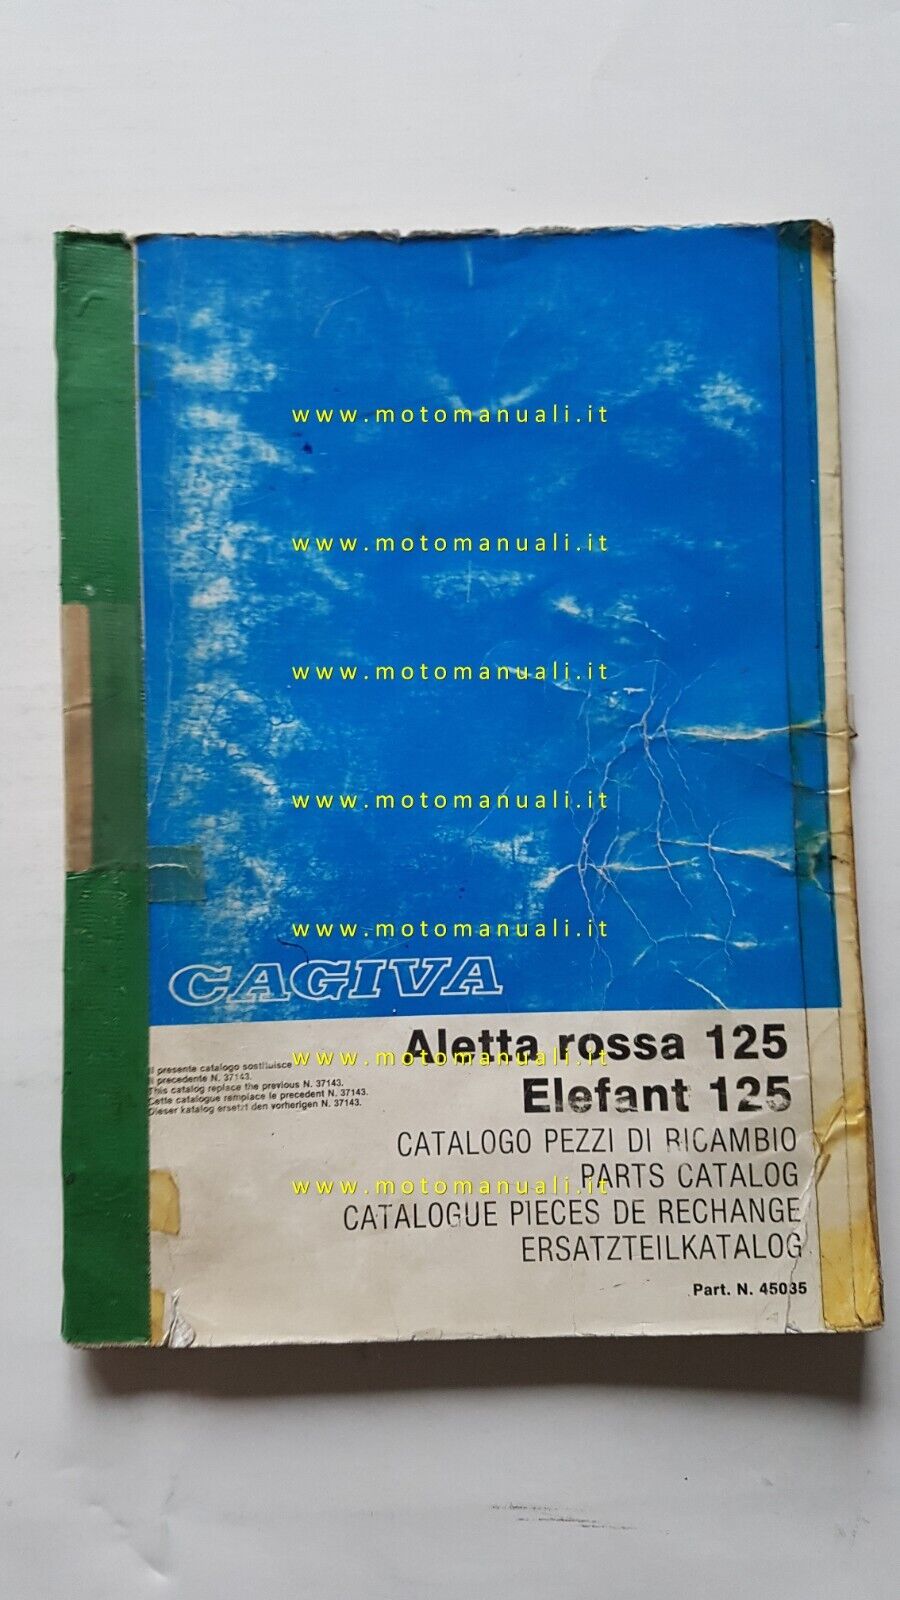 www.motomanuali.it
www.motomanuali.it
www.motomanuali.it
www.motomanuali.it
www.motomanuali.it
CAGIVA
Aletta rossa 125
www.motomanuali.it
Il presente catalogo sostituisce
il precedente N. 37143.
This catalog replace the previous N. 37143.
Cette catalogue remplace le precedent N. 37143.
Dieser katalog ersetzt den vorherigen N. 37143.
Elefant 125
CATALOGO PEZZI DI RICAMBIO
PARTS CATALOG
www.motomanuali.it
CATALOGUE PIECES DE RECHANGE
ERSATZTEILKATALOG
Part. N. 45035